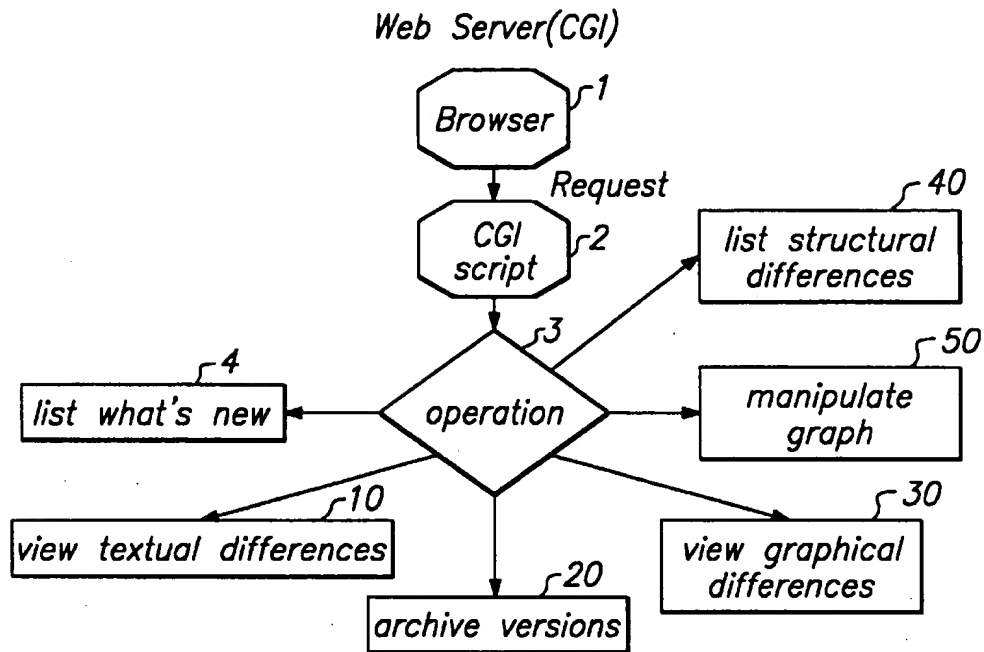 Web Server(CGI)
1
Browser
Request
2
CGI
script
40
list structural
differences
3
operation
4
list what's new
50
manipulate
graph
10
view textual differences
30
view graphical
differences
20
archive versions